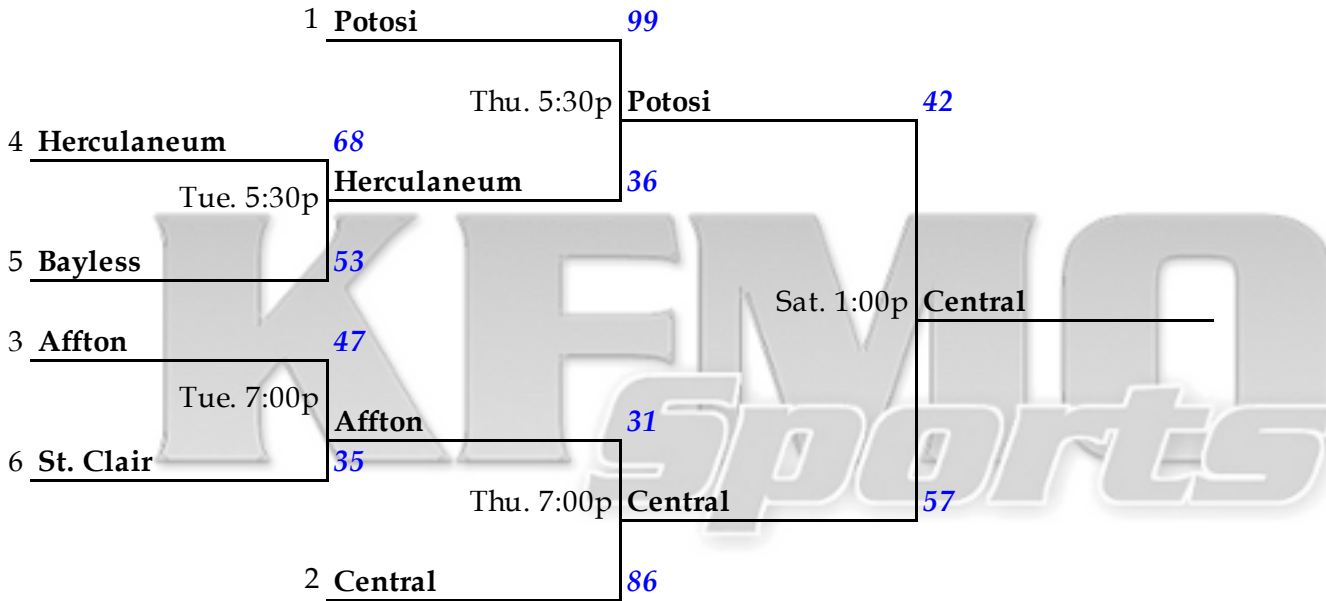 1 Potosi 99
Thu. 5:30p Potosi 42
4 Herculaneum 68
Tue. 5:30p Herculaneum 36
5 Bayless 53
Sat. 1:00p Central
3 Affton 47
Tue. 7:00p
Affton 31
6 St. Clair 35
Thu. 7:00p Central 57
2 Central 86
KFMO
Sports